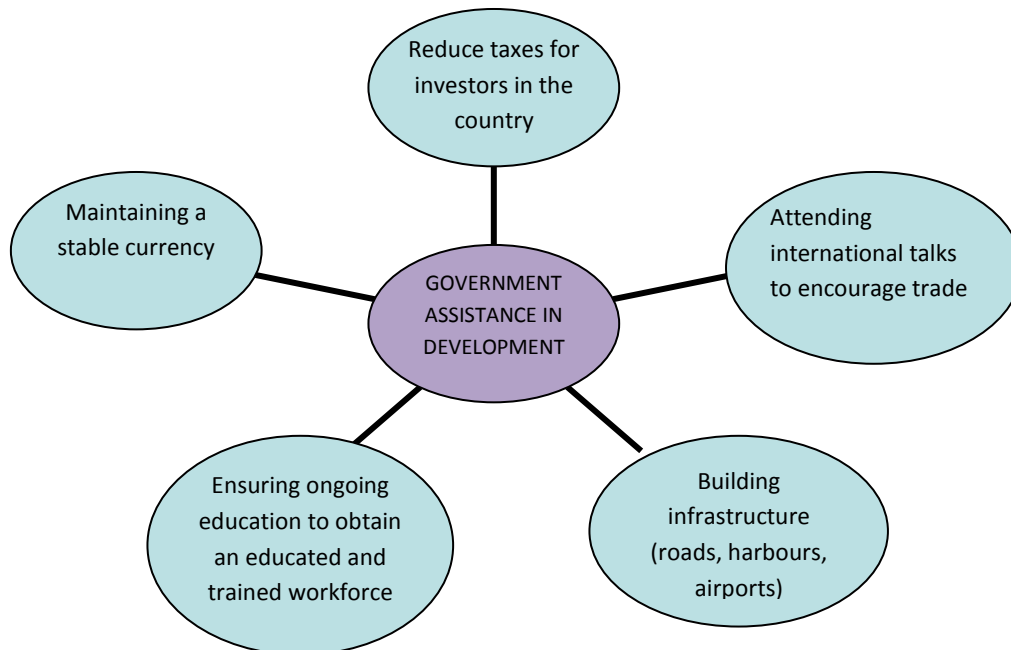 Reduce taxes for
investors in the
country
Maintaining a
stable currency
Attending
international talks
to encourage trade
GOVERNMENT
ASSISTANCE IN
DEVELOPMENT
Ensuring ongoing
education to obtain
an educated and
trained workforce
Building
infrastructure
(roads, harbours,
airports)